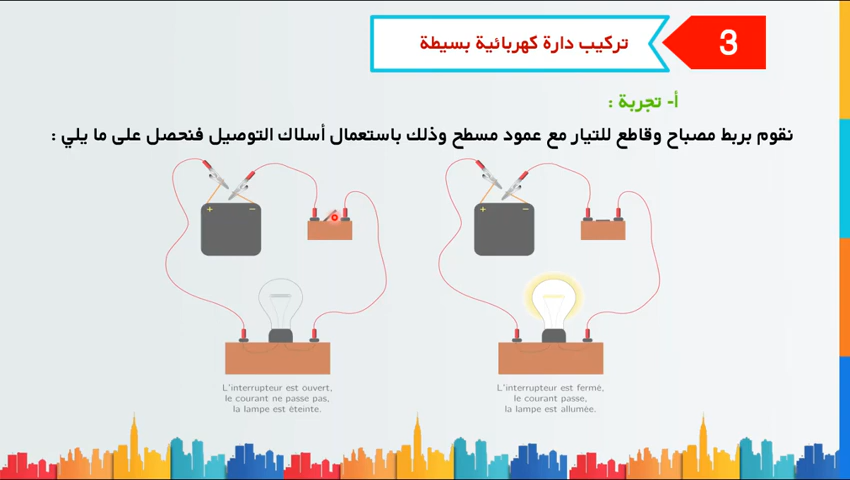 3
تركيب دارة كهربائية بسيطة
أ- تجربة :
نقوم بربط مصباح وقاطع للتيار مع عمود مسطح وذلك باستعمال أسلاك التوصيل فنحصل على ما يلي :
+ −
+ −
L'interrupteur est ouvert,
le courant ne passe pas,
la lampe est éteinte.
L'interrupteur est fermé,
le courant passe,
la lampe est allumée.